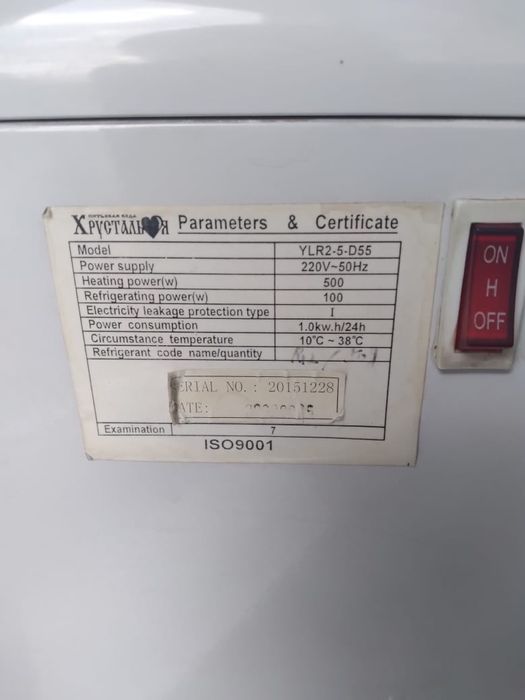 ПИТЬЕВАЯ ВОДА
ХРУСТАЛЬНАЯ Parameters & Certificate
Model YLR2-5-D55
Power supply 220V~50Hz
Heating power(w) 500
Refrigerating power(w) 100
Electricity leakage protection type I
Power consumption 1.0kw.h/24h
Circumstance temperature 10°C ~ 38°C
Refrigerant code name/quantity
SERIAL NO.: 20151228
DATE:
Examination 7
ISO9001
ON
H
OFF